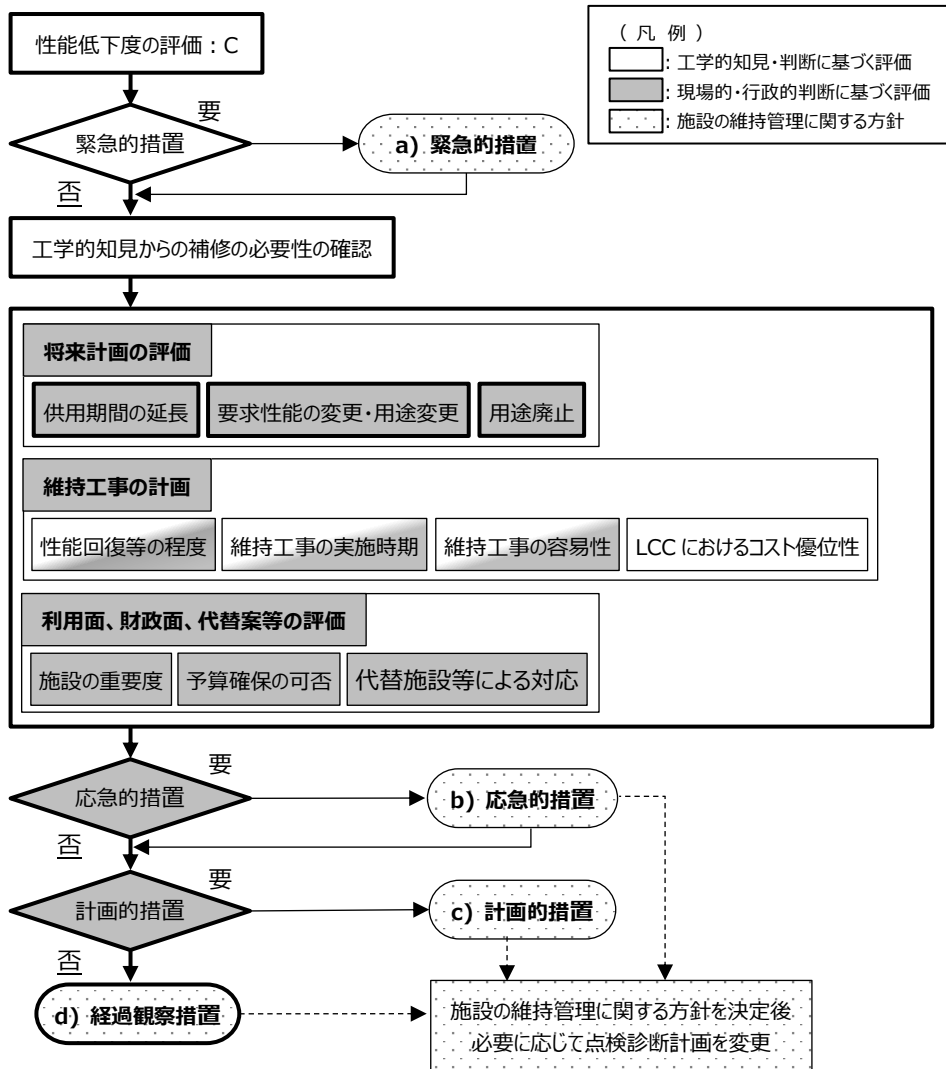 性能低下度の評価：C
(凡 例)
: 工学的知見・判断に基づく評価
: 現場的・行政的判断に基づく評価
: 施設の維持管理に関する方針
緊急的措置
要
a) 緊急的措置
否
工学的知見からの補修の必要性の確認
将来計画の評価
供用期間の延長
要求性能の変更・用途変更
用途廃止
維持工事の計画
性能回復等の程度
維持工事の実施時期
維持工事の容易性
LCC におけるコスト優位性
利用面、財政面、代替案等の評価
施設の重要度
予算確保の可否
代替施設等による対応
応急的措置
要
b) 応急的措置
否
計画的措置
要
c) 計画的措置
否
d) 経過観察措置
施設の維持管理に関する方針を決定後
必要に応じて点検診断計画を変更